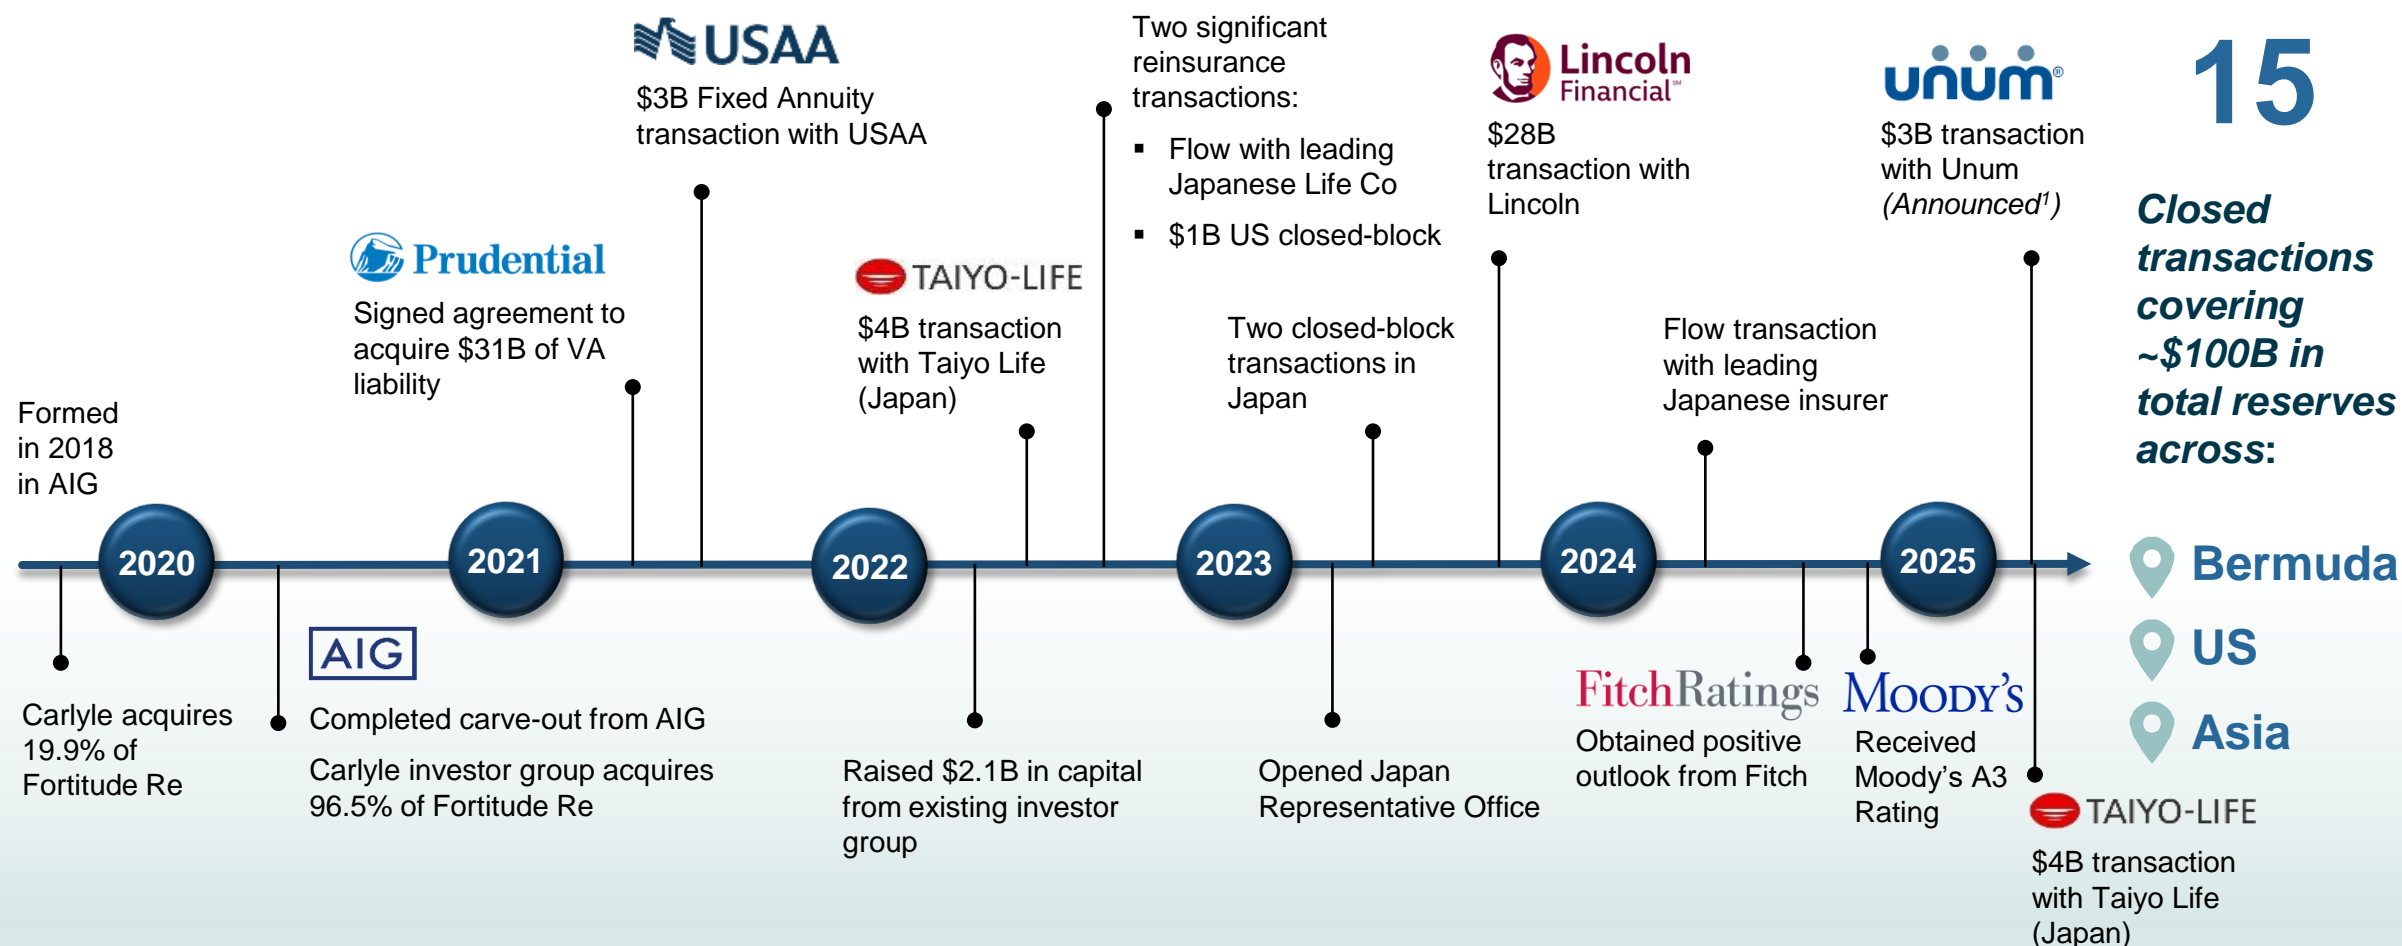 Formed
in 2018
in AIG
Carlyle acquires
19.9% of
Fortitude Re
2020
AIG
Completed carve-out from AIG
Carlyle investor group acquires
96.5% of Fortitude Re
2021
Prudential
Signed agreement to
acquire $31B of VA
liability
USAA
$3B Fixed Annuity
transaction with USAA
2022
Raised $2.1B in capital
from existing investor
group
TAIYO-LIFE
$4B transaction
with Taiyo Life
(Japan)
Two significant
reinsurance
transactions:
▪ Flow with leading
Japanese Life Co
▪ $1B US closed-block
2023
Opened Japan
Representative Office
Two closed-block
transactions in
Japan
Lincoln
Financial℠
$28B
transaction with
Lincoln
2024
Flow transaction
with leading
Japanese insurer
FitchRatings
Obtained positive
outlook from Fitch
MOODY'S
Received
Moody's A3
Rating
2025
unum®
$3B transaction
with Unum
(Announced¹)
TAIYO-LIFE
$4B transaction
with Taiyo Life
(Japan)
15
Closed
transactions
covering
~$100B in
total reserves
across:
Bermuda
US
Asia